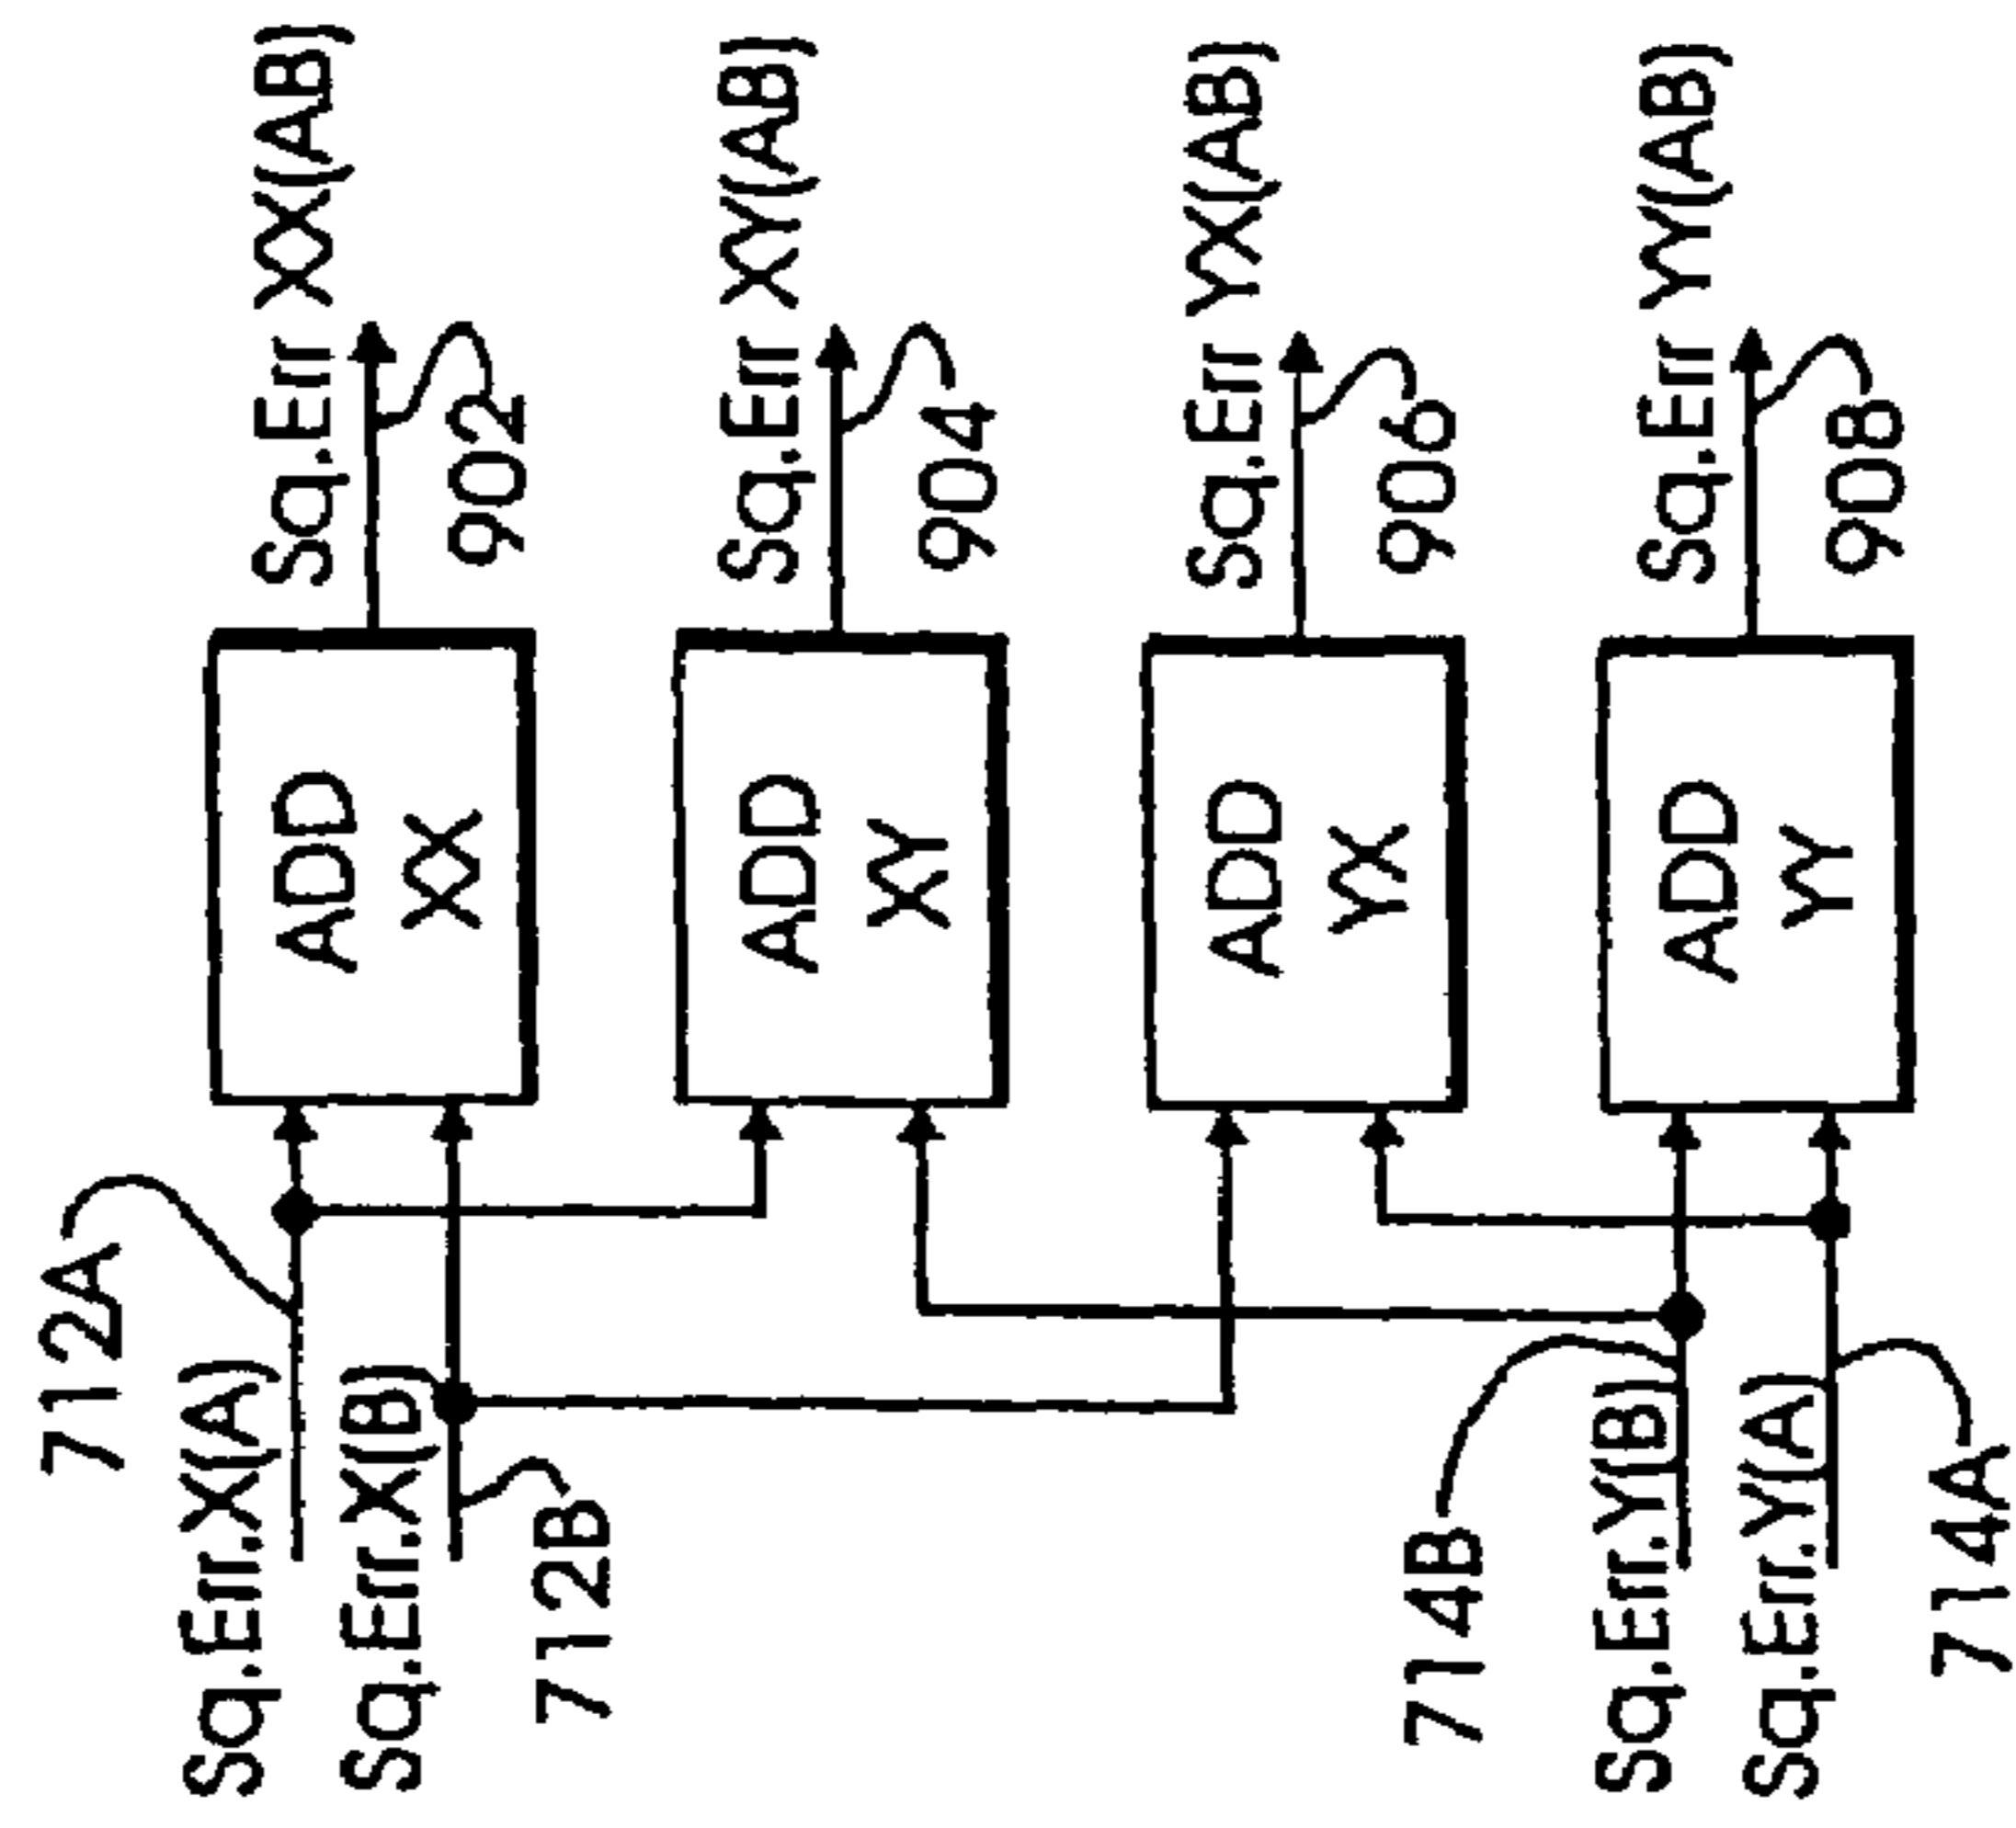 712A
Sq.Err.X(A)
Sq.Err.X(B)
712B
714B
Sq.Err.Y(B)
Sq.Err.Y(A)
714A
ADD
XX
ADD
XY
ADD
YX
ADD
YY
Sq.Err XX(AB)
902
Sq.Err XY(AB)
904
Sq.Err YX(AB)
906
Sq.Err YY(AB)
908